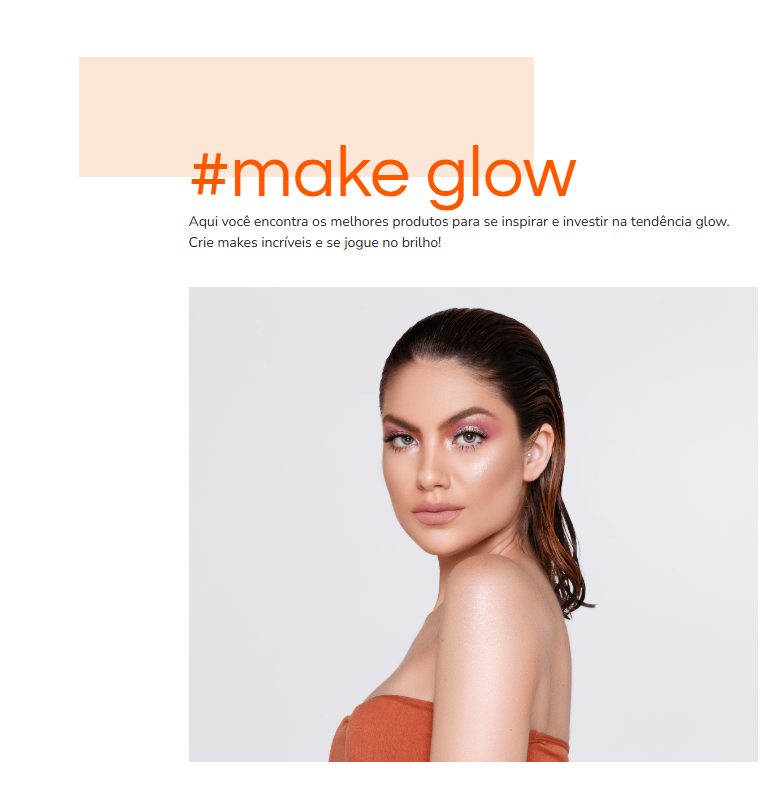 #make glow
Aqui você encontra os melhores produtos para se inspirar e investir na tendência glow.
Crie makes incríveis e se jogue no brilho!